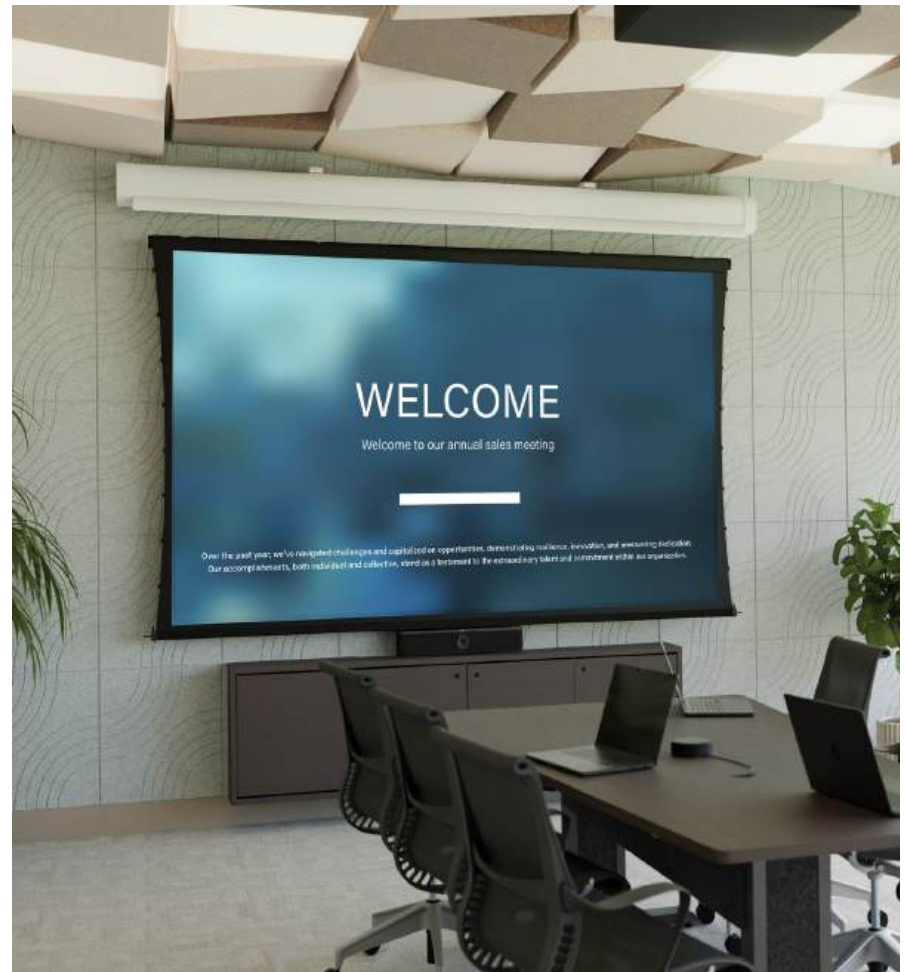 WELCOME
Welcome to our annual sales meeting
Over the past year, we've navigated challenges and capitalized on opportunities, demonstrating resilience, innovation, and unwavering dedication.
Our accomplishments, both individual and collective, stand as a testament to the extraordinary talent and commitment within our organization.